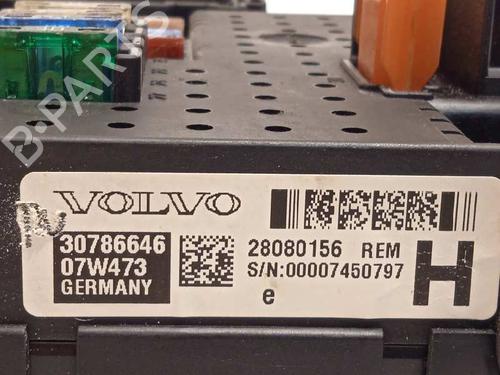 B-PARTS
VOLVO
30786646
07W473
GERMANY
28080156 REM
S/N:00007450797
e
H